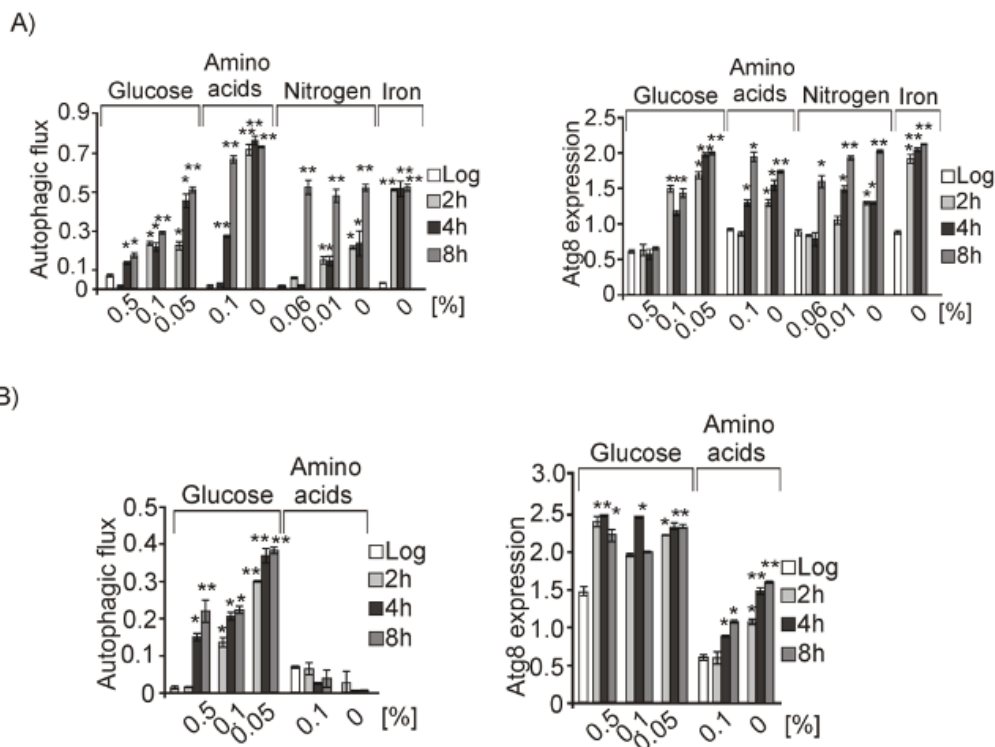 A)
Glucose Amino acids Nitrogen Iron
Autophagic flux
0.9
0.7
0.5
0.3
0.1
0
** ** ** ** ** ** ** ** **
* * * * ** * * ** ** ** * *
0.5 0.1 0.05 0.1 0 0.06 0.01 0 0 [%]
Log
2h
4h
8h
Glucose Amino acids Nitrogen Iron
Atg8 expression
2.5
2.0
1.5
1.0
0.5
0
0.5 0.1 0.05 0.1 0 0.06 0.01 0 0 [%]
Log
2h
4h
8h
B)
Glucose Amino acids
Autophagic flux
0.5
0.4
0.3
0.2
0.1
0
0.5 0.1 0.05 0.1 0 [%]
Log
2h
4h
8h
Glucose Amino acids
Atg8 expression
3.0
2.5
2.0
1.5
1.0
0.5
0
0.5 0.1 0.05 0.1 0 [%]
Log
2h
4h
8h